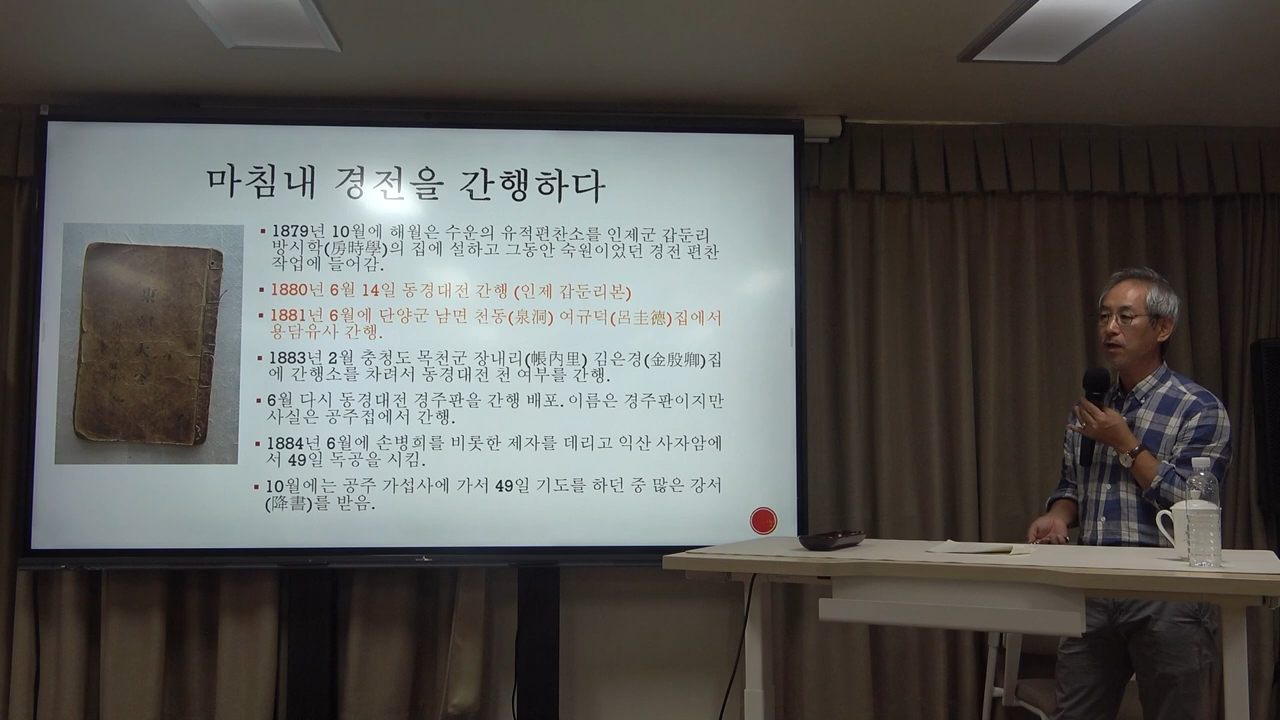 마침내 경전을 간행하다
1879년 10월에 해월은 수운의 유적편찬소를 인제군 갑둔리
방시학(房時學)의 집에 설하고 그동안 숙원이었던 경전 편찬
작업에 들어감.
1880년 6월 14일 동경대전 간행 (인제 갑둔리본)
1881년 6월에 단양군 남면 천동(泉洞) 여규덕(呂圭德)집에서
용담유사 간행.
1883년 2월 충청도 목천군 장내리(帳內里) 김은경(金殷卿)집
에 간행소를 차려서 동경대전 천 여부를 간행.
6월 다시 동경대전 경주판을 간행 배포. 이름은 경주판이지만
사실은 공주접에서 간행.
1884년 6월에 손병희를 비롯한 제자를 데리고 익산 사자암에
서 49일 독공을 시킴.
10월에는 공주 가섭사에 가서 49일 기도를 하던 중 많은 강서
(降書)를 받음.
東
大